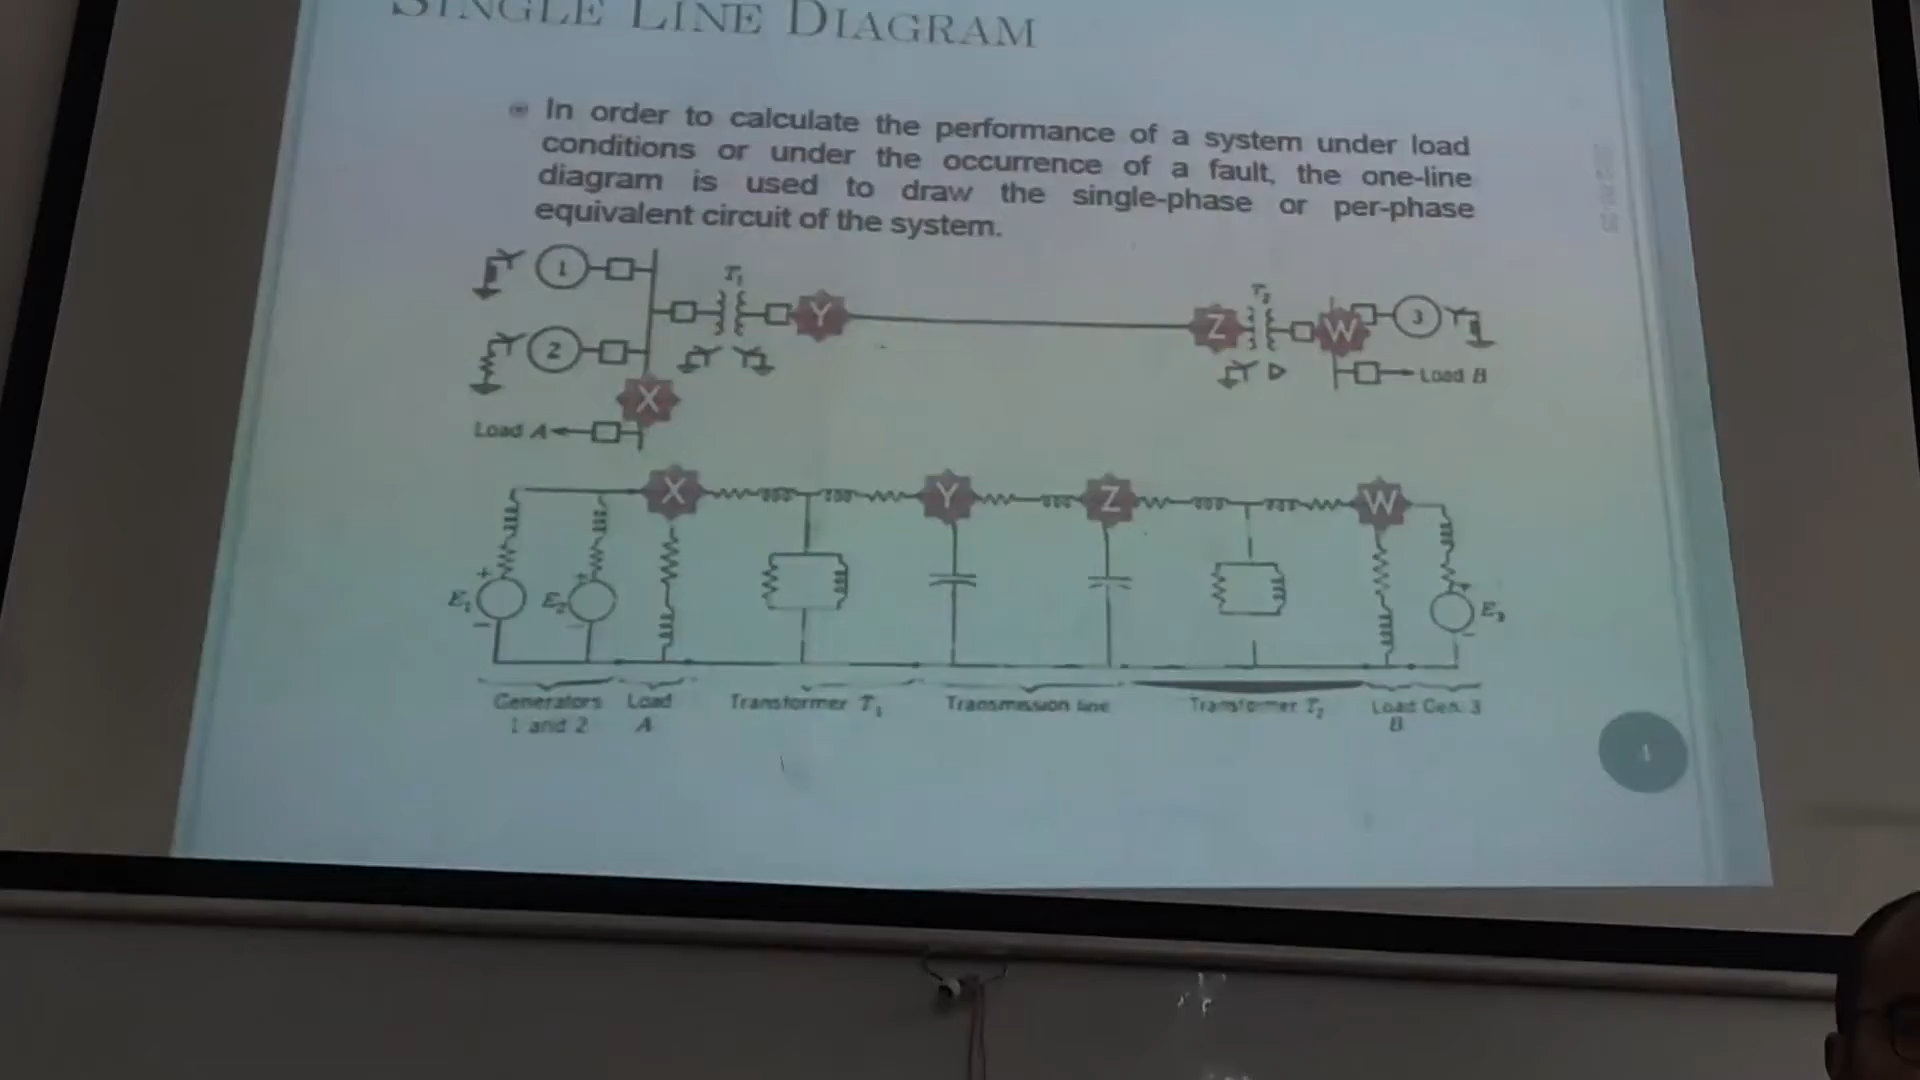 SINGLE LINE DIAGRAM
In order to calculate the performance of a system under load
conditions or under the occurrence of a fault, the one-line
diagram is used to draw the single-phase or per-phase
equivalent circuit of the system.
1
T1
Y
Z
T2
W
3
2
X
Load A
Load B
X
Y
Z
W
+
E1
−
+
E2
+
E3
−
Generators
1 and 2
Load
A
Transformer T1
Transmission line
Transformer T2
Load
B
Gen. 3